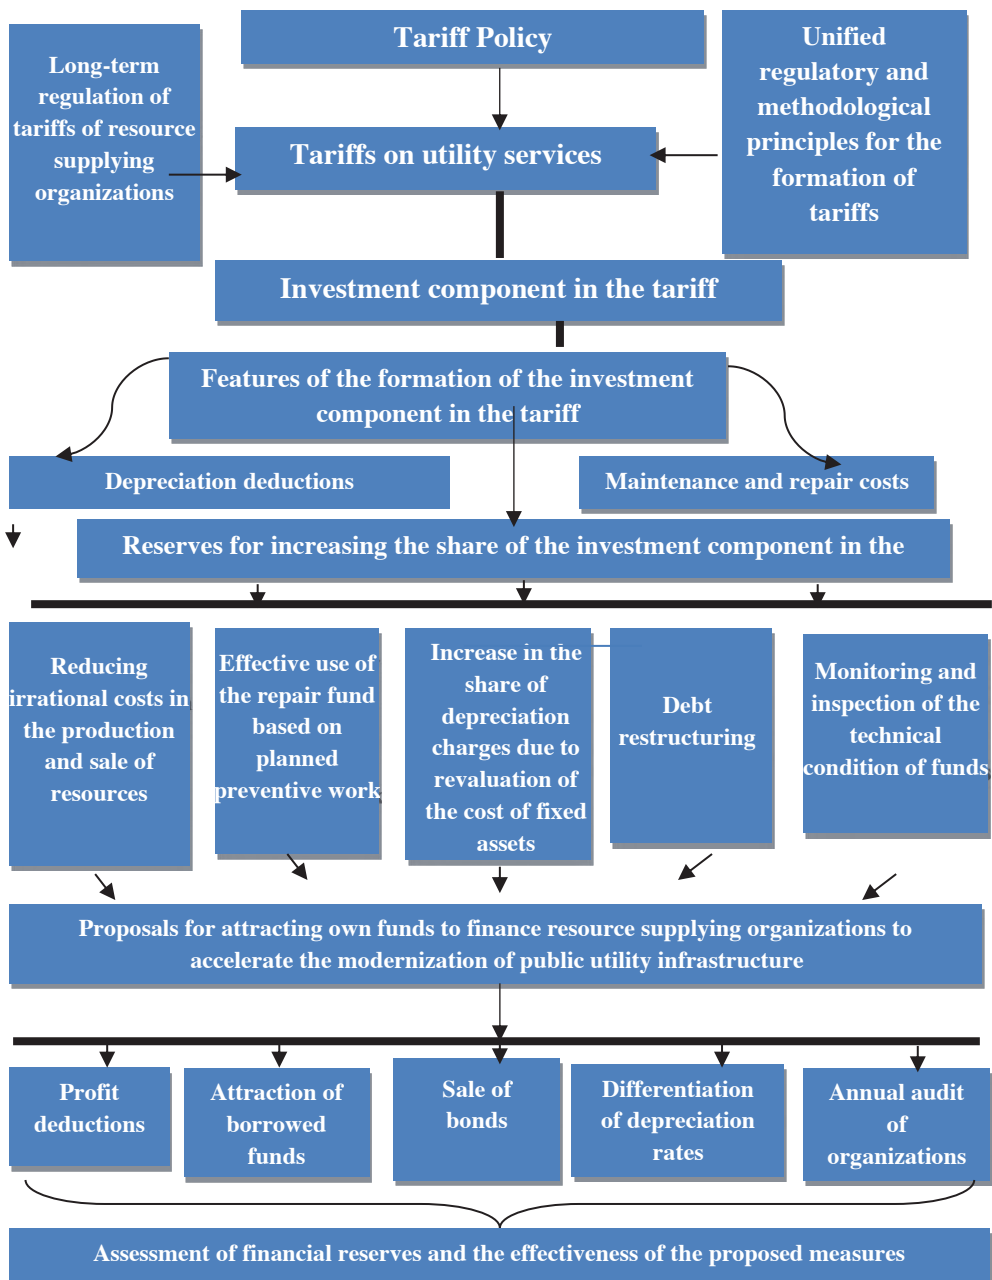 Tariff Policy
Long-term
regulation of
tariffs of resource
supplying
organizations
Unified
regulatory and
methodological
principles for the
formation of
tariffs
Tariffs on utility services
Investment component in the tariff
Features of the formation of the investment
component in the tariff
Depreciation deductions
Maintenance and repair costs
Reserves for increasing the share of the investment component in the
Reducing
irrational costs in
the production
and sale of
resources
Effective use of
the repair fund
based on
planned
preventive work
Increase in the
share of
depreciation
charges due to
revaluation of
the cost of fixed
assets
Debt
restructuring
Monitoring and
inspection of the
technical
condition of funds
Proposals for attracting own funds to finance resource supplying organizations to
accelerate the modernization of public utility infrastructure
Profit
deductions
Attraction of
borrowed
funds
Sale of
bonds
Differentiation
of depreciation
rates
Annual audit
of
organizations
Assessment of financial reserves and the effectiveness of the proposed measures